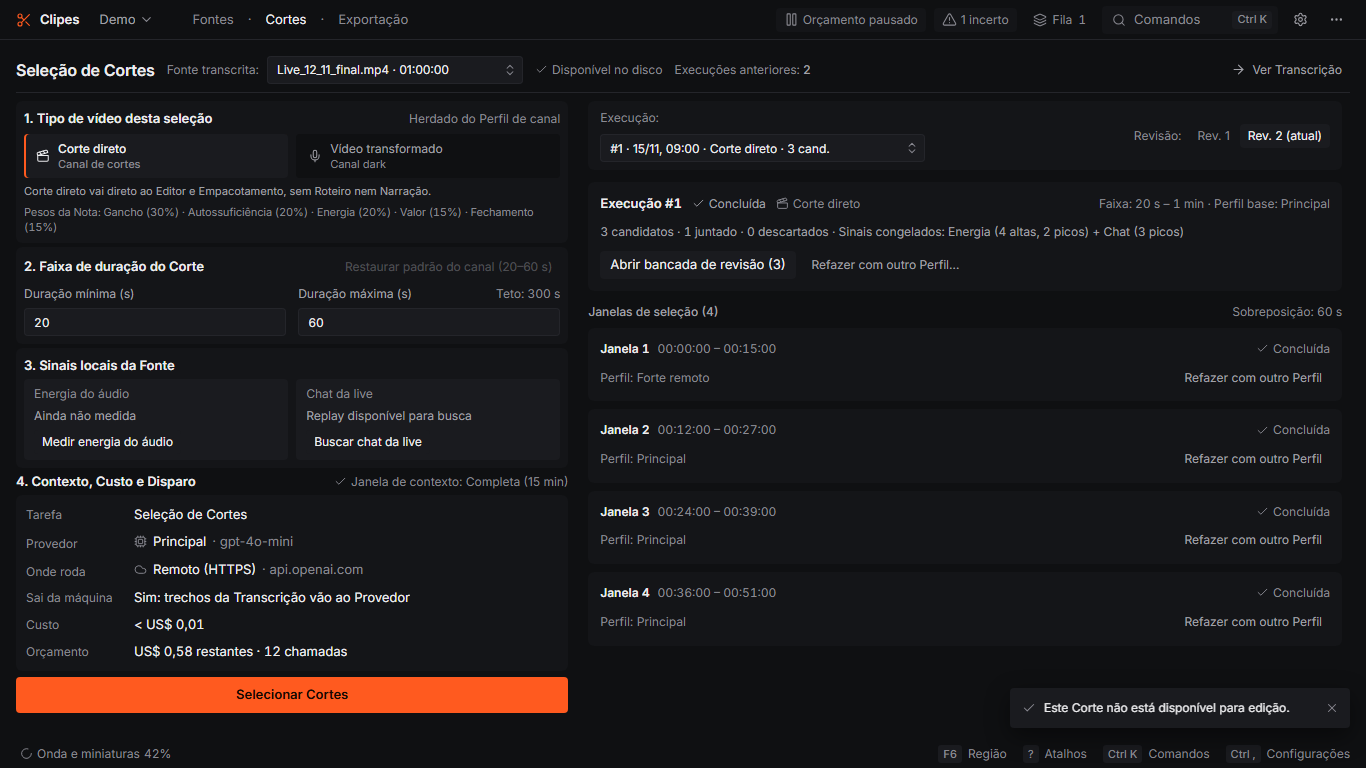 Clipes Demo Fontes · Cortes · Exportação Orçamento pausado 1 incerto Fila 1 Comandos Ctrl K
Seleção de Cortes Fonte transcrita: Live_12_11_final.mp4 · 01:00:00 Disponível no disco Execuções anteriores: 2 Ver Transcrição
1. Tipo de vídeo desta seleção Herdado do Perfil de canal
Corte direto
Canal de cortes
Vídeo transformado
Canal dark
Corte direto vai direto ao Editor e Empacotamento, sem Roteiro nem Narração.
Pesos da Nota: Gancho (30%) · Autossuficiência (20%) · Energia (20%) · Valor (15%) · Fechamento
(15%)
2. Faixa de duração do Corte Restaurar padrão do canal (20–60 s)
Duração mínima (s) Duração máxima (s) Teto: 300 s
20 60
3. Sinais locais da Fonte
Energia do áudio
Ainda não medida
Medir energia do áudio
Chat da live
Replay disponível para busca
Buscar chat da live
4. Contexto, Custo e Disparo Janela de contexto: Completa (15 min)
Tarefa Seleção de Cortes
Provedor Principal · gpt-4o-mini
Onde roda Remoto (HTTPS) · api.openai.com
Sai da máquina Sim: trechos da Transcrição vão ao Provedor
Custo < US$ 0,01
Orçamento US$ 0,58 restantes · 12 chamadas
Selecionar Cortes
Execução:
#1 · 15/11, 09:00 · Corte direto · 3 cand. Revisão: Rev. 1 Rev. 2 (atual)
Execução #1 Concluída Corte direto Faixa: 20 s – 1 min · Perfil base: Principal
3 candidatos · 1 juntado · 0 descartados · Sinais congelados: Energia (4 altas, 2 picos) + Chat (3 picos)
Abrir bancada de revisão (3) Refazer com outro Perfil...
Janelas de seleção (4) Sobreposição: 60 s
Janela 1 00:00:00 – 00:15:00 Concluída
Perfil: Forte remoto Refazer com outro Perfil
Janela 2 00:12:00 – 00:27:00 Concluída
Perfil: Principal Refazer com outro Perfil
Janela 3 00:24:00 – 00:39:00 Concluída
Perfil: Principal Refazer com outro Perfil
Janela 4 00:36:00 – 00:51:00 Concluída
Perfil: Principal Refazer com outro Perfil
Este Corte não está disponível para edição.
Onda e miniaturas 42% F6 Região ? Atalhos Ctrl K Comandos Ctrl , Configurações